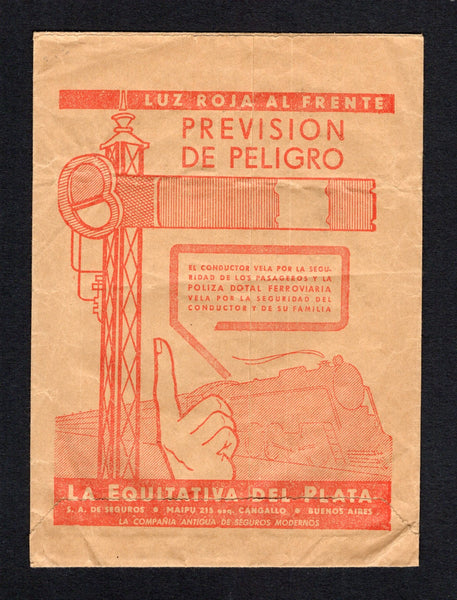 LUZ ROJA AL FRENTE
PREVISION
DE PELIGRO
EL CONDUCTOR VELA POR LA SEGU-
RIDAD DE LOS PASAGEROS Y LA
POLIZA DOTAL FERROVIARIA
VELA POR LA SEGURIDAD DEL
CONDUCTOR Y DE SU FAMILIA
LA EQUITATIVA DEL PLATA
S. A. DE SEGUROS • MAIPU 215 esq. CANGALLO • BUENOS AIRES
LA COMPAÑIA ANTIGUA DE SEGUROS MODERNOS